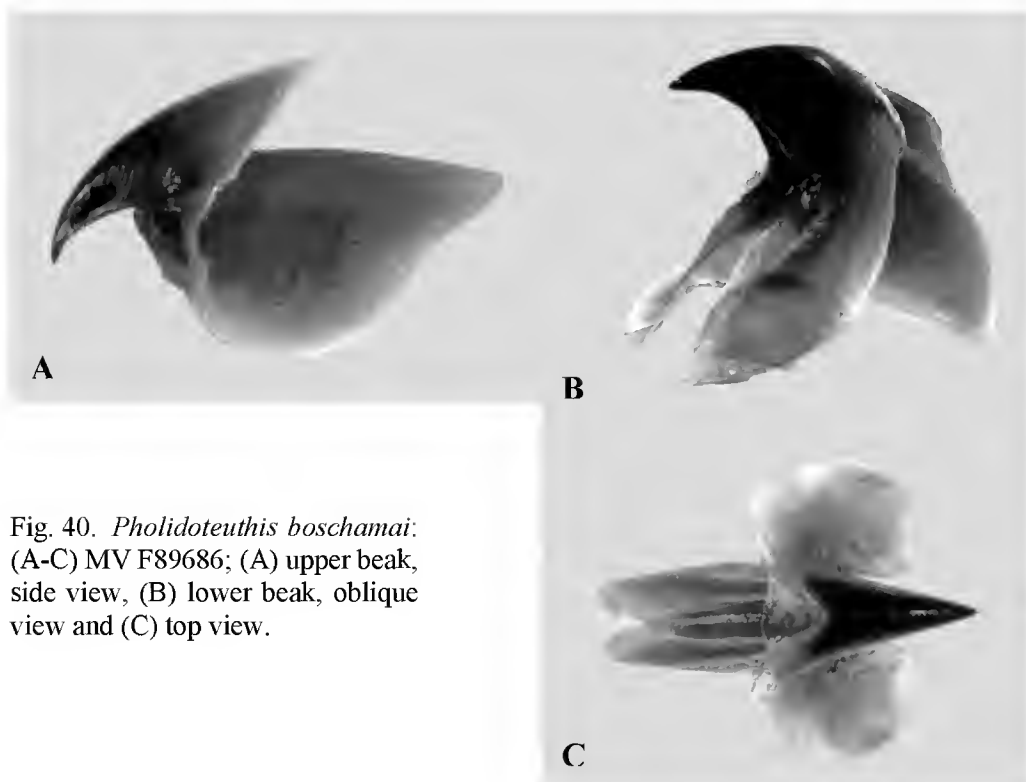 A
B
Fig. 40. Pholidoteuthis boschamai:
(A-C) MV F89686; (A) upper beak,
side view, (B) lower beak, oblique
view and (C) top view.
C